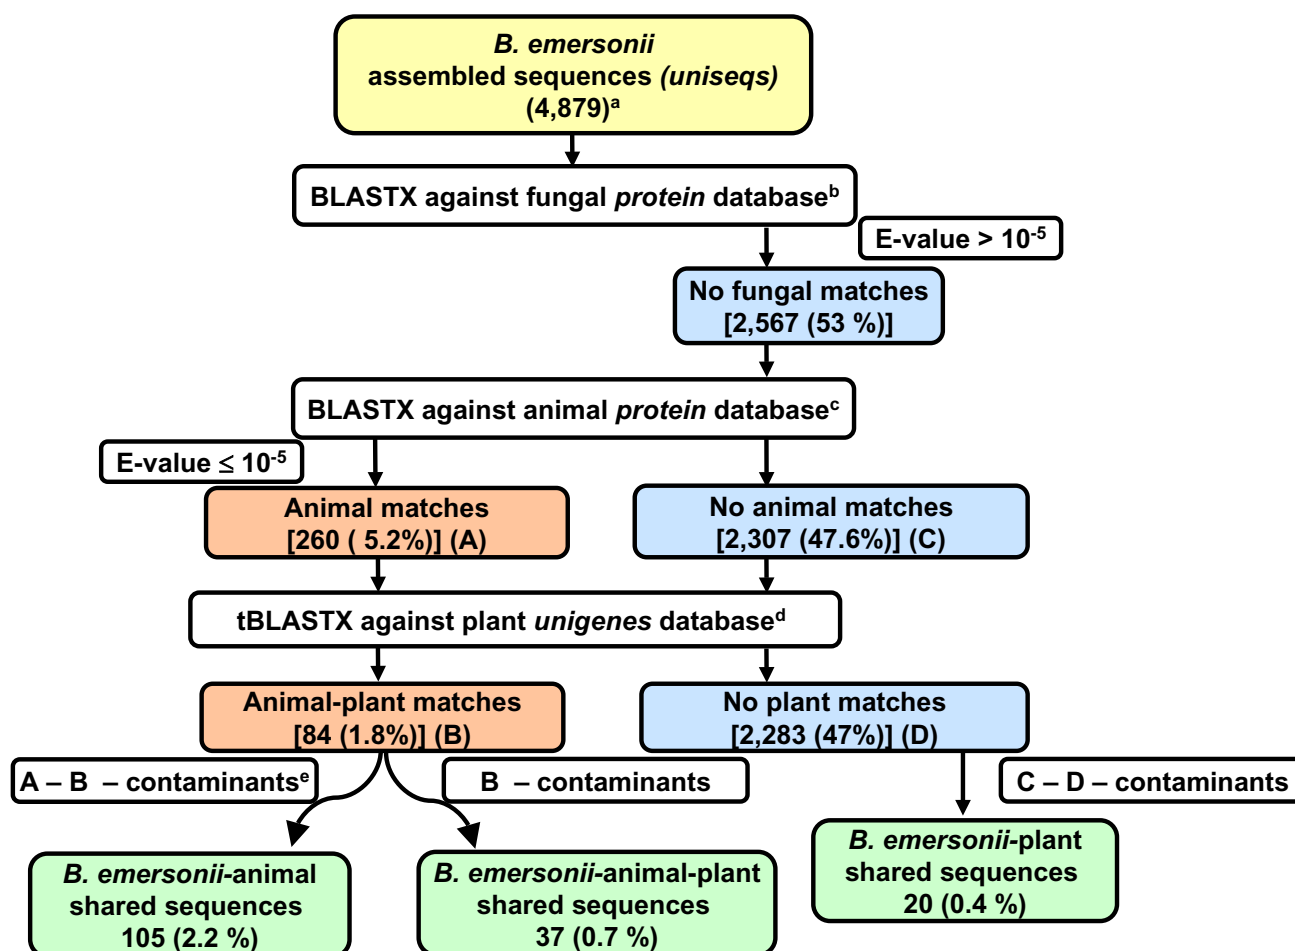 B. emersonii
assembled sequences (uniseqs)
(4,879)ᵃ
BLASTX against fungal protein databaseᵇ
E-value > 10⁻⁵
No fungal matches
[2,567 (53 %)]
BLASTX against animal protein databaseᶜ
E-value ≤ 10⁻⁵
Animal matches
[260 ( 5.2%)] (A)
No animal matches
[2,307 (47.6%)] (C)
tBLASTX against plant unigenes databaseᵈ
Animal-plant matches
[84 (1.8%)] (B)
No plant matches
[2,283 (47%)] (D)
A – B – contaminantsᵉ
B – contaminants
C – D – contaminants
B. emersonii-animal
shared sequences
105 (2.2 %)
B. emersonii-animal-plant
shared sequences
37 (0.7 %)
B. emersonii-plant
shared sequences
20 (0.4 %)